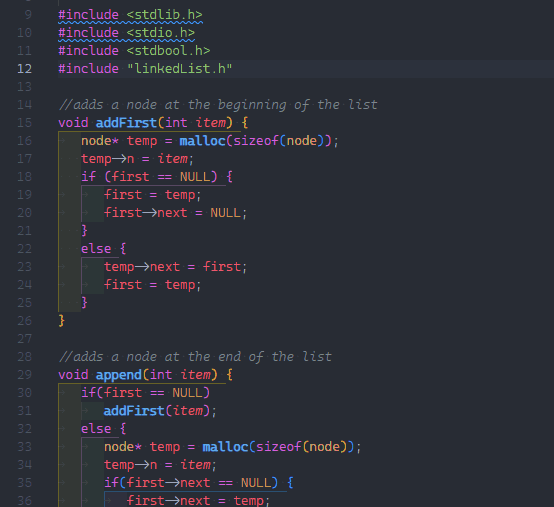 9 #include <stdlib.h>
10 #include <stdio.h>
11 #include <stdbool.h>
12 #include "linkedList.h"
13
14 //adds a node at the beginning of the list
15 void addFirst(int item) {
16 node* temp = malloc(sizeof(node));
17 temp->n = item;
18 if (first == NULL) {
19 first = temp;
20 first->next = NULL;
21 }
22 else {
23 temp->next = first;
24 first = temp;
25 }
26 }
27
28 //adds a node at the end of the list
29 void append(int item) {
30 if(first == NULL)
31 addFirst(item);
32 else {
33 node* temp = malloc(sizeof(node));
34 temp->n = item;
35 if(first->next == NULL) {
36 first->next = temp;